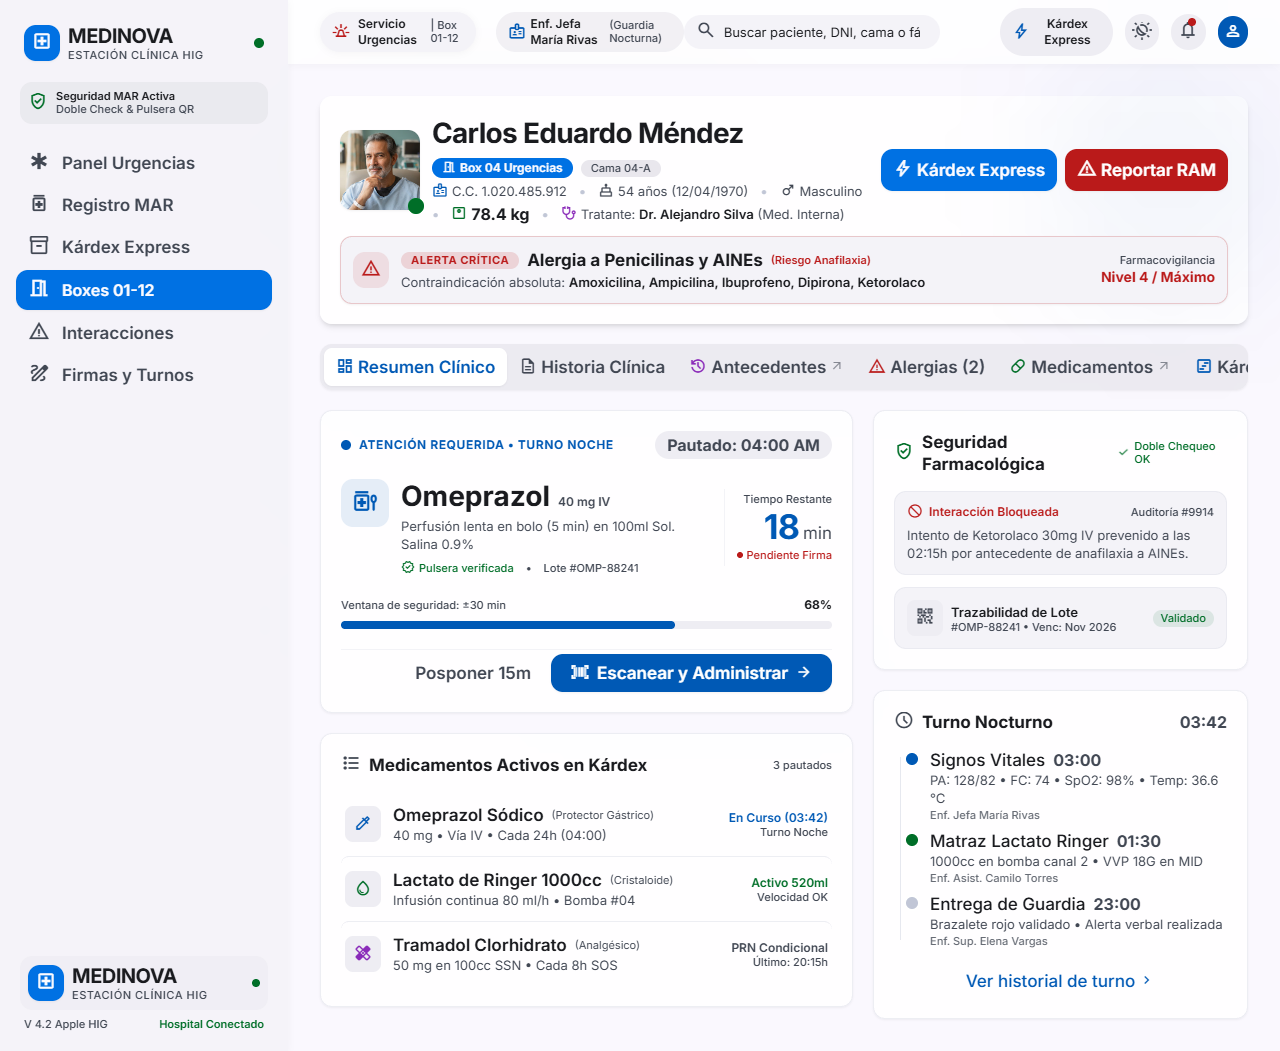 MEDINOVA
ESTACIÓN CLÍNICA HIG
Seguridad MAR Activa
Doble Check & Pulsera QR
Panel Urgencias
Registro MAR
Kárdex Express
Boxes 01-12
Interacciones
Firmas y Turnos
MEDINOVA
ESTACIÓN CLÍNICA HIG
V 4.2 Apple HIG
Hospital Conectado
Servicio
Urgencias
| Box
01-12
Enf. Jefa
María Rivas
(Guardia
Nocturna)
Buscar paciente, DNI, cama o fá
Kárdex
Express
Carlos Eduardo Méndez
Box 04 Urgencias
Cama 04-A
C.C. 1.020.485.912 • 54 años (12/04/1970) • Masculino
• 78.4 kg • Tratante: Dr. Alejandro Silva (Med. Interna)
Kárdex Express
Reportar RAM
ALERTA CRÍTICA
Alergia a Penicilinas y AINEs (Riesgo Anafilaxia)
Contraindicación absoluta: Amoxicilina, Ampicilina, Ibuprofeno, Dipirona, Ketorolaco
Farmacovigilancia
Nivel 4 / Máximo
Resumen Clínico
Historia Clínica
Antecedentes
Alergias (2)
Medicamentos
Kár
ATENCIÓN REQUERIDA • TURNO NOCHE
Pautado: 04:00 AM
Omeprazol 40 mg IV
Perfusión lenta en bolo (5 min) en 100ml Sol.
Salina 0.9%
Pulsera verificada • Lote #OMP-88241
Tiempo Restante
18 min
Pendiente Firma
Ventana de seguridad: ±30 min
68%
Posponer 15m
Escanear y Administrar
Medicamentos Activos en Kárdex
3 pautados
Omeprazol Sódico (Protector Gástrico)
40 mg • Vía IV • Cada 24h (04:00)
En Curso (03:42)
Turno Noche
Lactato de Ringer 1000cc (Cristaloide)
Infusión continua 80 ml/h • Bomba #04
Activo 520ml
Velocidad OK
Tramadol Clorhidrato (Analgésico)
50 mg en 100cc SSN • Cada 8h SOS
PRN Condicional
Último: 20:15h
Seguridad
Farmacológica
Doble Chequeo
OK
Interacción Bloqueada
Auditoría #9914
Intento de Ketorolaco 30mg IV prevenido a las
02:15h por antecedente de anafilaxia a AINEs.
Trazabilidad de Lote
#OMP-88241 • Venc: Nov 2026
Validado
Turno Nocturno
03:42
Signos Vitales 03:00
PA: 128/82 • FC: 74 • SpO2: 98% • Temp: 36.6
°C
Enf. Jefa María Rivas
Matraz Lactato Ringer 01:30
1000cc en bomba canal 2 • VVP 18G en MID
Enf. Asist. Camilo Torres
Entrega de Guardia 23:00
Brazalete rojo validado • Alerta verbal realizada
Enf. Sup. Elena Vargas
Ver historial de turno